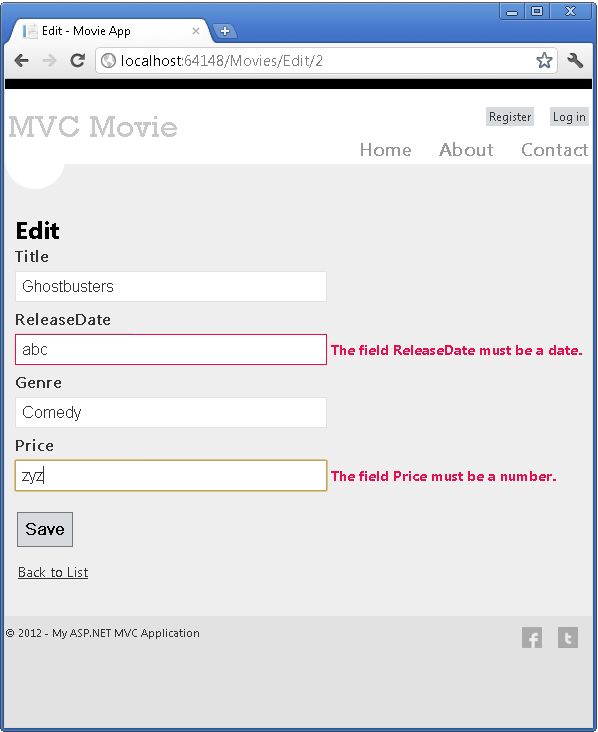 Edit - Movie App
localhost:64148/Movies/Edit/2
Register Log in
MVC Movie
Home About Contact
Edit
Title
Ghostbusters
ReleaseDate
abc The field ReleaseDate must be a date.
Genre
Comedy
Price
zyz The field Price must be a number.
Save
Back to List
© 2012 - My ASP.NET MVC Application
f t